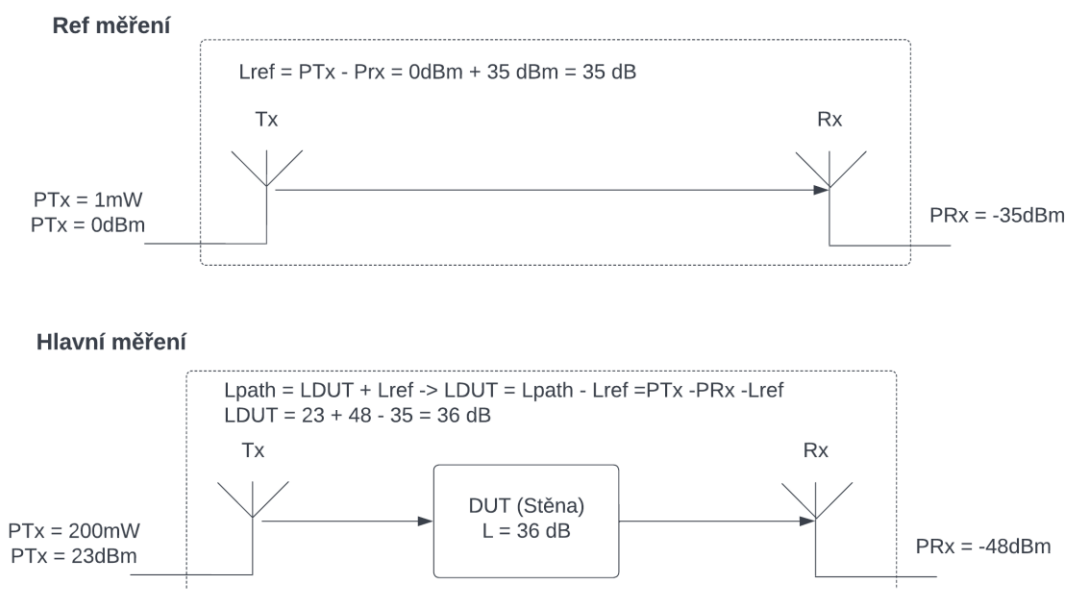 Ref měření
Lref = PTx - Prx = 0dBm + 35 dBm = 35 dB
Tx
Rx
PTx = 1mW
PTx = 0dBm
PRx = -35dBm
Hlavní měření
Lpath = LDUT + Lref -> LDUT = Lpath - Lref =PTx -PRx -Lref
LDUT = 23 + 48 - 35 = 36 dB
Tx
Rx
DUT (Stěna)
L = 36 dB
PTx = 200mW
PTx = 23dBm
PRx = -48dBm